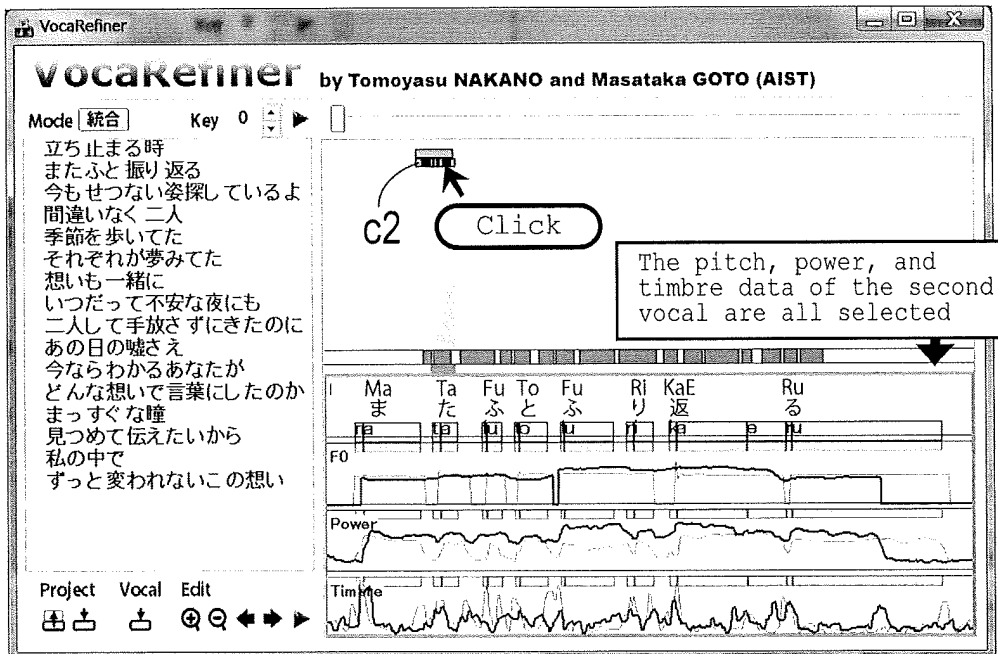 VocaRefiner
VocaRefiner by Tomoyasu NAKANO and Masataka GOTO (AIST)
Mode 統合 Key 0
立ち止まる時
またふと振り返る
今もせつない姿探しているよ
間違いなく二人
季節を歩いてた
それぞれが夢みてた
想いも一緒に
いつだって不安な夜にも
二人して手放さずにきたのに
あの日の嘘さえ
今ならわかるあなたが
どんな想いで言葉にしたのか
まっすぐな瞳
見つめて伝えたいから
私の中で
ずっと変われないこの想い
Project Vocal Edit
c2
Click
The pitch, power, and
timbre data of the second
vocal are all selected
Ma Ta Fu To Fu Ri KaE Ru
ま た ふ と ふ り 返 る
F0
Power
Timbre